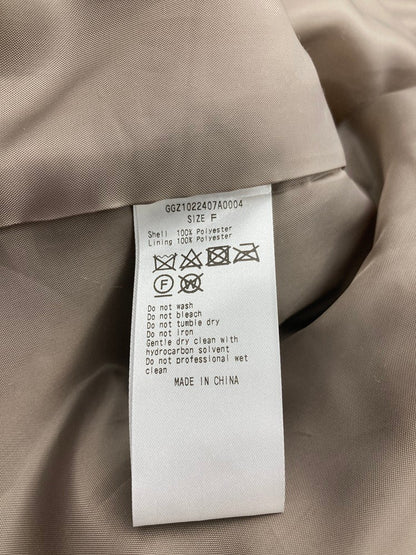 GGZ1022407A0004
SIZE F
Shell 100% Polyester
Lining 100% Polyester
F W
Do not wash
Do not bleach
Do not tumble dry
Do not iron
Gentle dry clean with
hydrocarbon solvent
Do not professional wet
clean
MADE IN CHINA